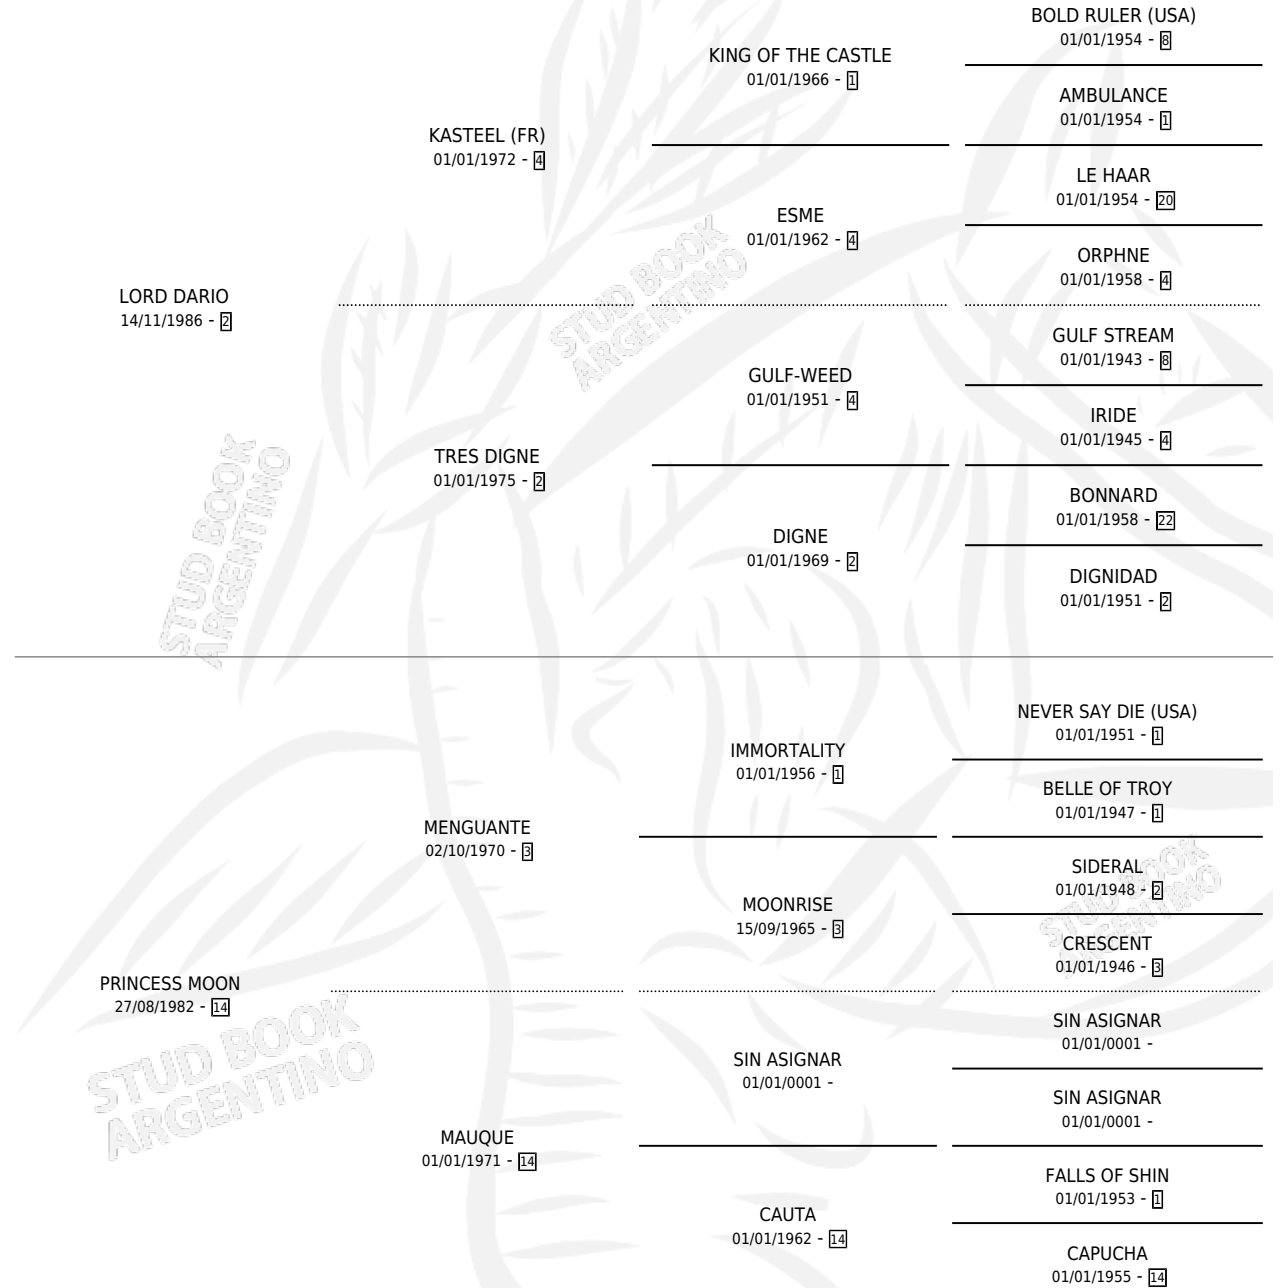 BOLD RULER (USA)
01/01/1954 - 8
KING OF THE CASTLE
01/01/1966 - 1
AMBULANCE
01/01/1954 - 1
KASTEEL (FR)
01/01/1972 - 4
LE HAAR
01/01/1954 - 20
ESME
01/01/1962 - 4
ORPHNE
01/01/1958 - 4
LORD DARIO
14/11/1986 - 2
STUD BOOK
ARGENTINO
GULF STREAM
01/01/1943 - 8
GULF-WEED
01/01/1951 - 4
IRIDE
01/01/1945 - 4
TRES DIGNE
01/01/1975 - 2
BONNARD
01/01/1958 - 22
DIGNE
01/01/1969 - 2
DIGNIDAD
01/01/1951 - 2
STUD BOOK
ARGENTINO
NEVER SAY DIE (USA)
01/01/1951 - 1
IMMORTALITY
01/01/1956 - 1
BELLE OF TROY
01/01/1947 - 1
MENGUANTE
02/10/1970 - 3
SIDERAL
01/01/1948 - 2
MOONRISE
15/09/1965 - 3
CRESCENT
01/01/1946 - 3
STUD BOOK
ARGENTINO
PRINCESS MOON
27/08/1982 - 14
SIN ASIGNAR
01/01/0001 -
SIN ASIGNAR
01/01/0001 -
SIN ASIGNAR
01/01/0001 -
STUD BOOK
ARGENTINO
MAUQUE
01/01/1971 - 14
FALLS OF SHIN
01/01/1953 - 1
CAUTA
01/01/1962 - 14
CAPUCHA
01/01/1955 - 14